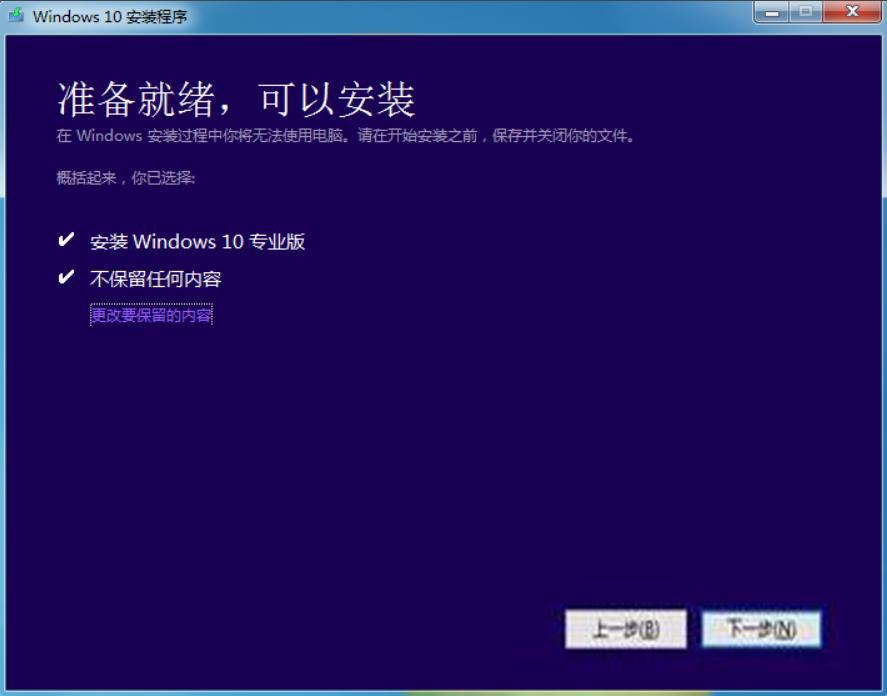 Windows 10 安装程序
准备就绪，可以安装
在 Windows 安装过程中你将无法使用电脑。请在开始安装之前，保存并关闭你的文件。
概括起来，你已选择:
安装 Windows 10 专业版
不保留任何内容
更改要保留的内容
上一步(B)
下一步(N)